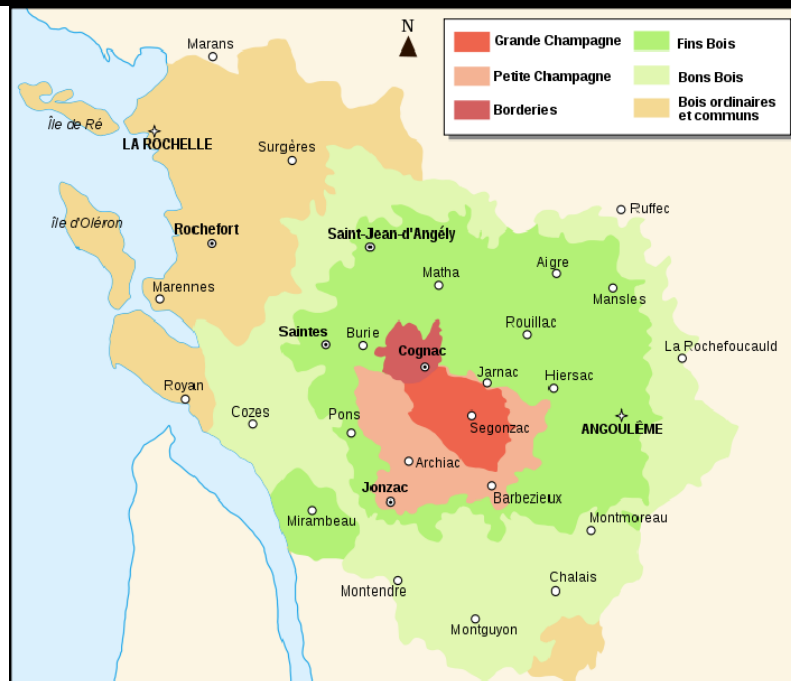 Marans
N
Grande Champagne
Fins Bois
Petite Champagne
Bons Bois
Borderies
Bois ordinaires
et communs
Île de Ré
LA ROCHELLE
Surgères
île d'Oléron
Ruffec
Rochefort
Saint-Jean-d'Angély
Aigre
Matha
Marennes
Mansles
Rouillac
Saintes
Burie
Cognac
La Rochefoucauld
Jarnac
Hiersac
Royan
Cozes
Pons
Segonzac
ANGOULÊME
Archiac
Jonzac
Barbezieux
Mirambeau
Montmoreau
Montendre
Chalais
Montguyon